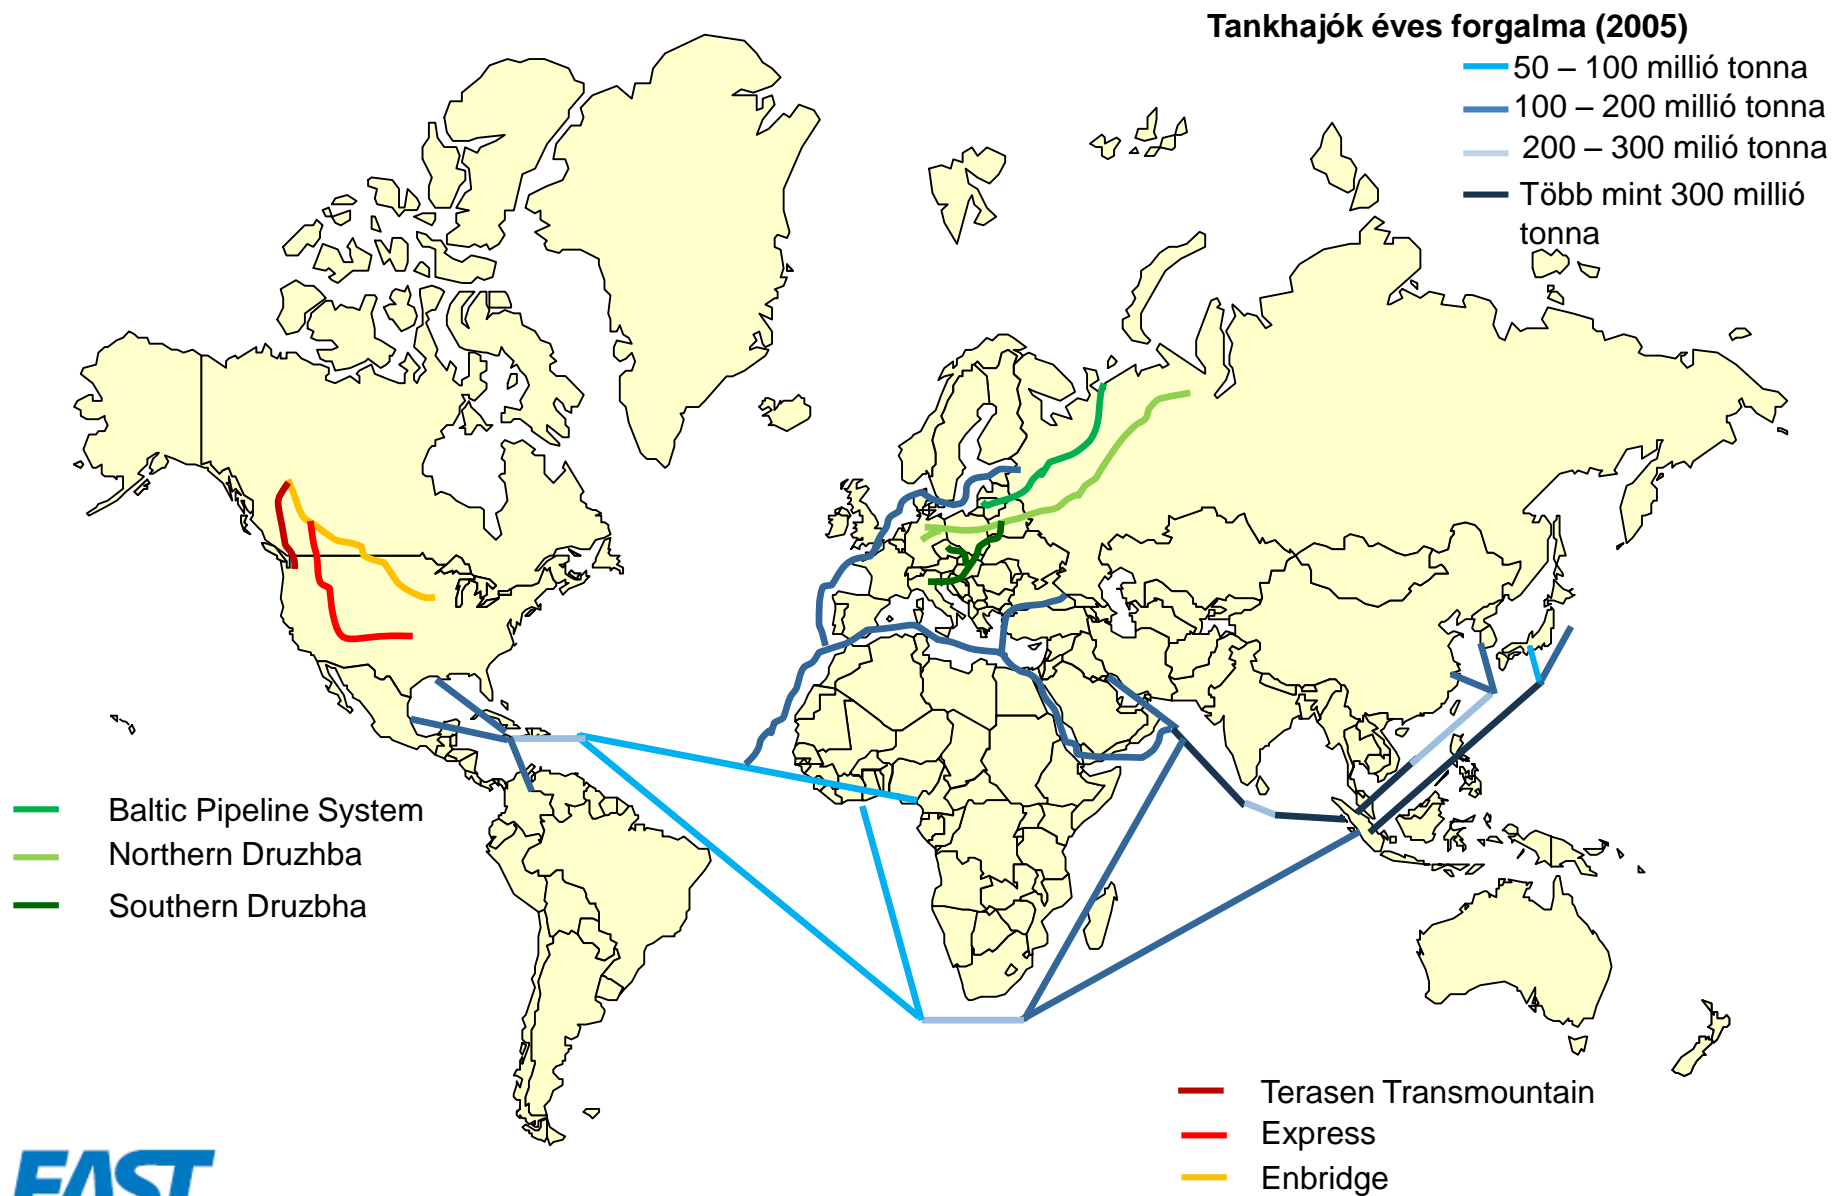 Tankhajók éves forgalma (2005)
50 – 100 millió tonna
100 – 200 millió tonna
200 – 300 milió tonna
Több mint 300 millió
tonna
Baltic Pipeline System
Northern Druzhba
Southern Druzbha
Terasen Transmountain
Express
Enbridge
EAST